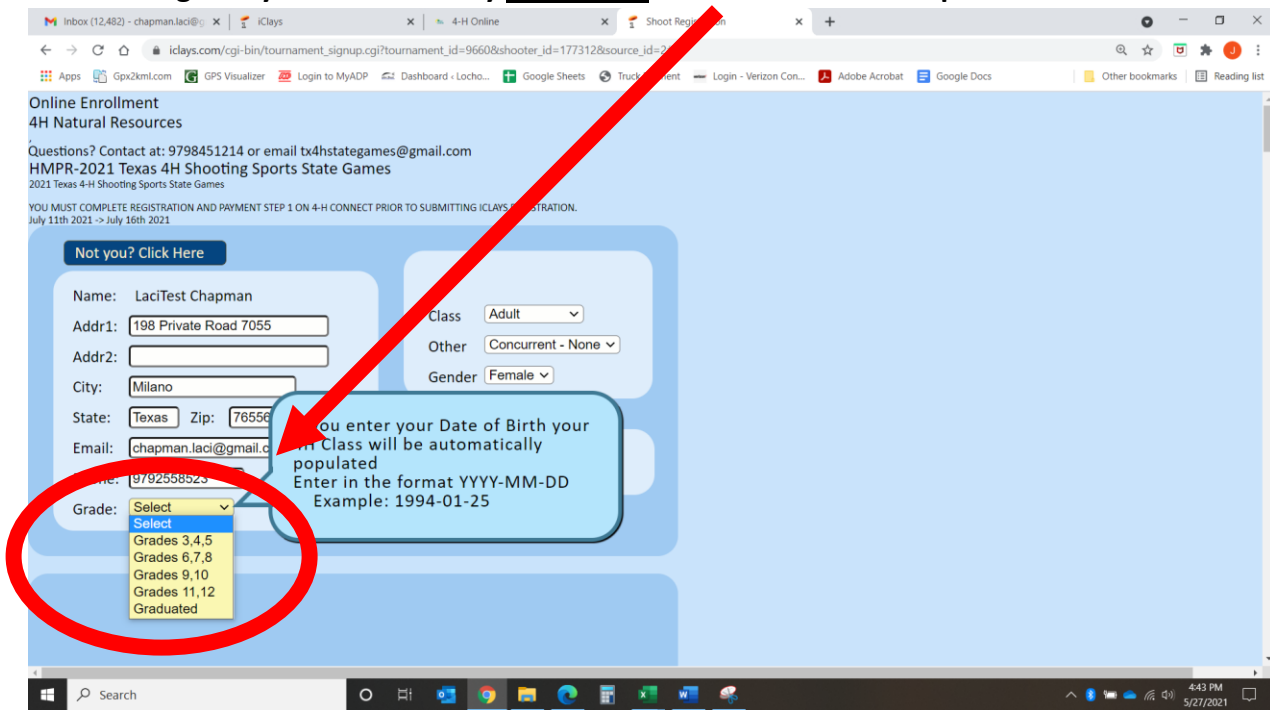 Inbox (12,482) - chapman.laci@g
iClays
4-H Online
Shoot Reg
iclays.com/cgi-bin/tournament_signup.cgi?tournament_id=9660&shooter_id=177312&source_id=2
Apps
Gpx2kml.com
GPS Visualizer
Login to MyADP
Dashboard ‹ Locho...
Google Sheets
Login - Verizon Con...
Adobe Acrobat
Google Docs
Other bookmarks
Reading list
Online Enrollment
4H Natural Resources
,
Questions? Contact at: 9798451214 or email tx4hstategames@gmail.com
HMPR-2021 Texas 4H Shooting Sports State Games
2021 Texas 4-H Shooting Sports State Games
YOU MUST COMPLETE REGISTRATION AND PAYMENT STEP 1 ON 4-H CONNECT PRIOR TO SUBMITTING ICLAYS REGISTRATION.
July 11th 2021 -> July 16th 2021
Not you? Click Here
Name: LaciTest Chapman
Addr1: 198 Private Road 7055
Addr2:
City: Milano
State: Texas Zip: 76556
Email: chapman.laci@gmail.c
9792558523
Grade: Select
Select
Grades 3,4,5
Grades 6,7,8
Grades 9,10
Grades 11,12
Graduated
Class Adult
Other Concurrent - None
Gender Female
you enter your Date of Birth your
4H Class will be automatically
populated
Enter in the format YYYY-MM-DD
Example: 1994-01-25
Search
4:43 PM
5/27/2021